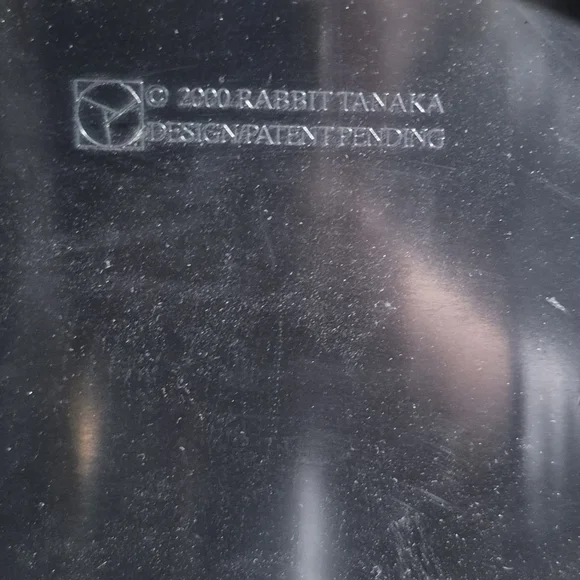 © 2000 RABBIT TANAKA
DESIGN/PATENT PENDING